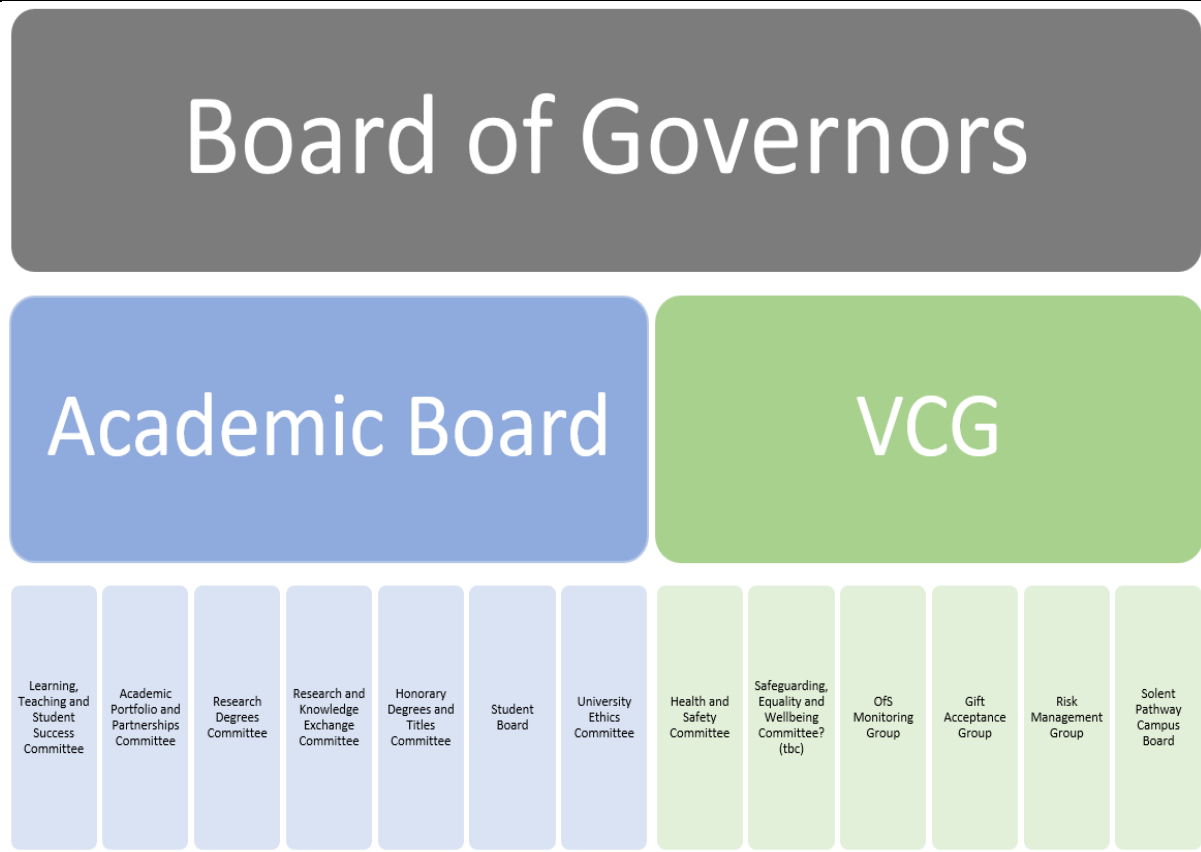 Board of Governors
Academic Board
VCG
Learning,
Teaching and
Student
Success
Committee
Academic
Portfolio and
Partnerships
Committee
Research
Degrees
Committee
Research and
Knowledge
Exchange
Committee
Honorary
Degrees and
Titles
Committee
Student
Board
University
Ethics
Committee
Health and
Safety
Committee
Safeguarding,
Equality and
Wellbeing
Committee?
(tbc)
OfS
Monitoring
Group
Gift
Acceptance
Group
Risk
Management
Group
Solent
Pathway
Campus
Board